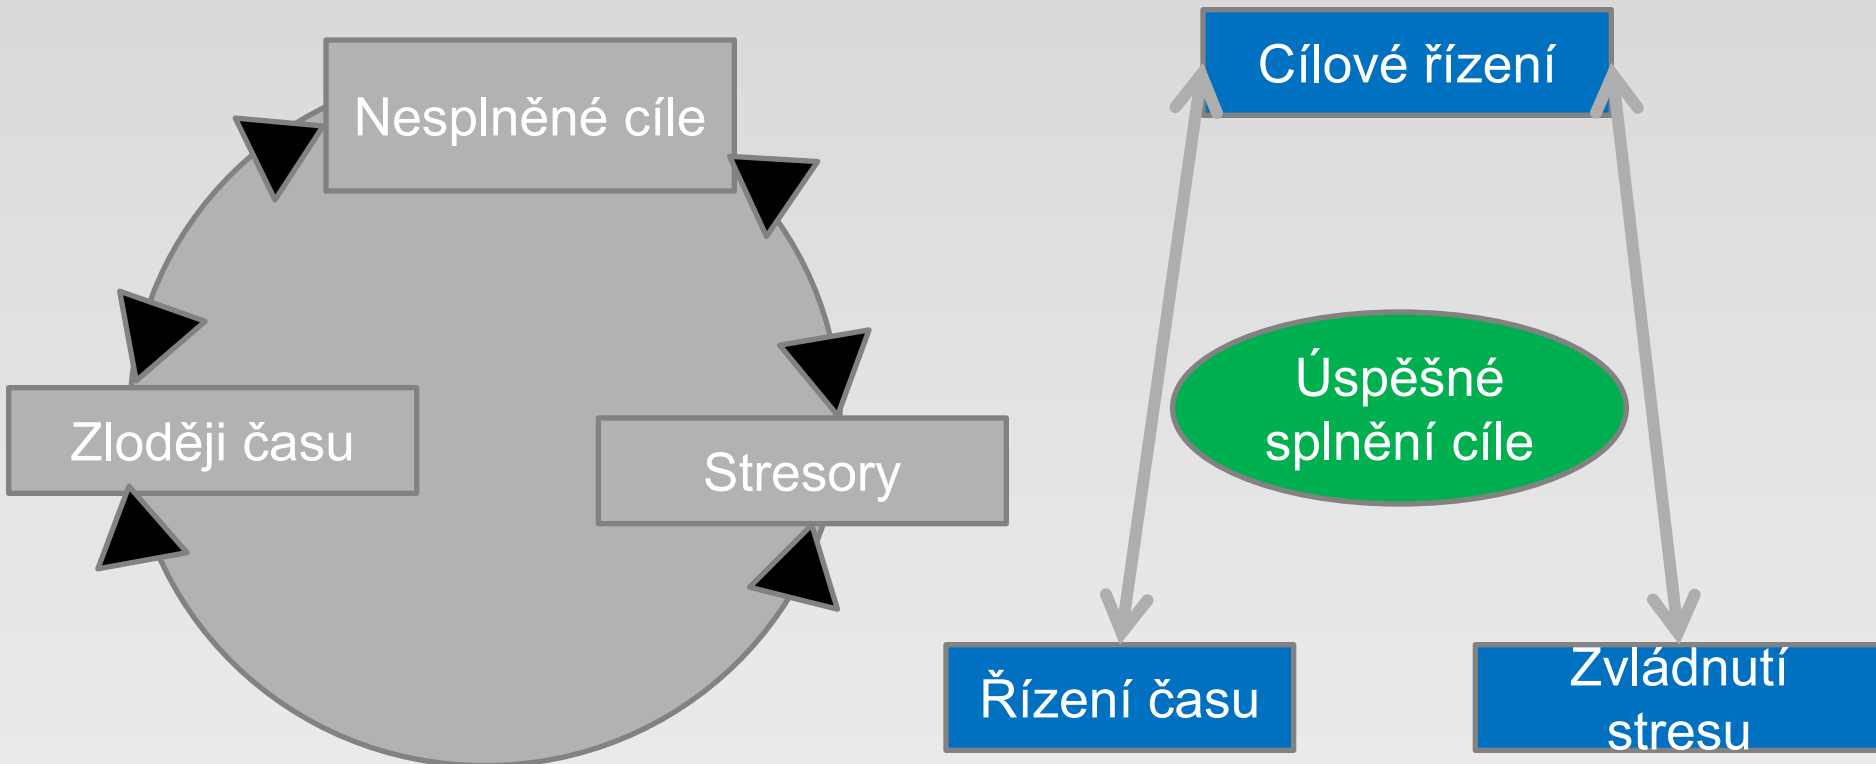 Nesplněné cíle
Zloději času
Stresory
Cílové řízení
Úspěšné
splnění cíle
Řízení času
Zvládnutí
stresu